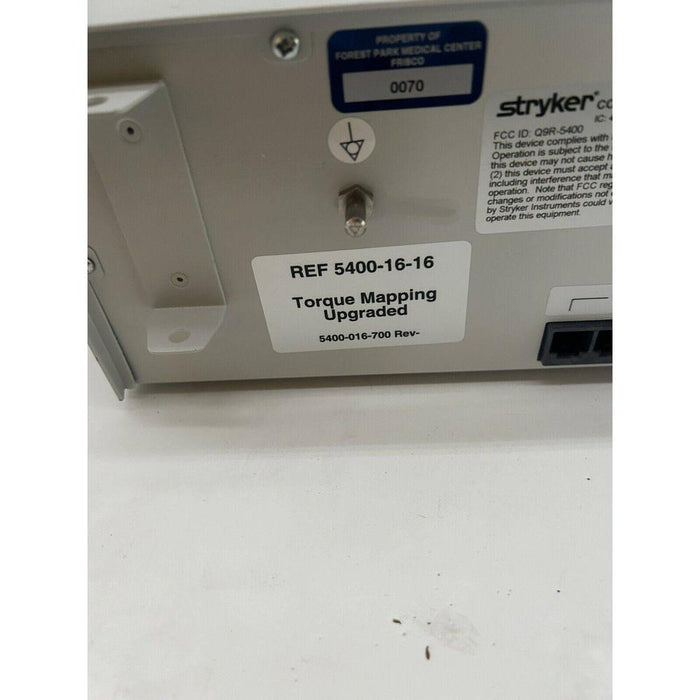 PROPERTY OF
FOREST PARK MEDICAL CENTER
FRISCO
0070
stryker®
IC:
FCC ID: Q9R-5400
This device complies with
Operation is subject to the
this device may not cause
(2) this device must accept
including interference that
operation. Note that FCC
changes or modifications not
by Stryker Instruments could
operate this equipment.
REF 5400-16-16
Torque Mapping
Upgraded
5400-016-700 Rev-